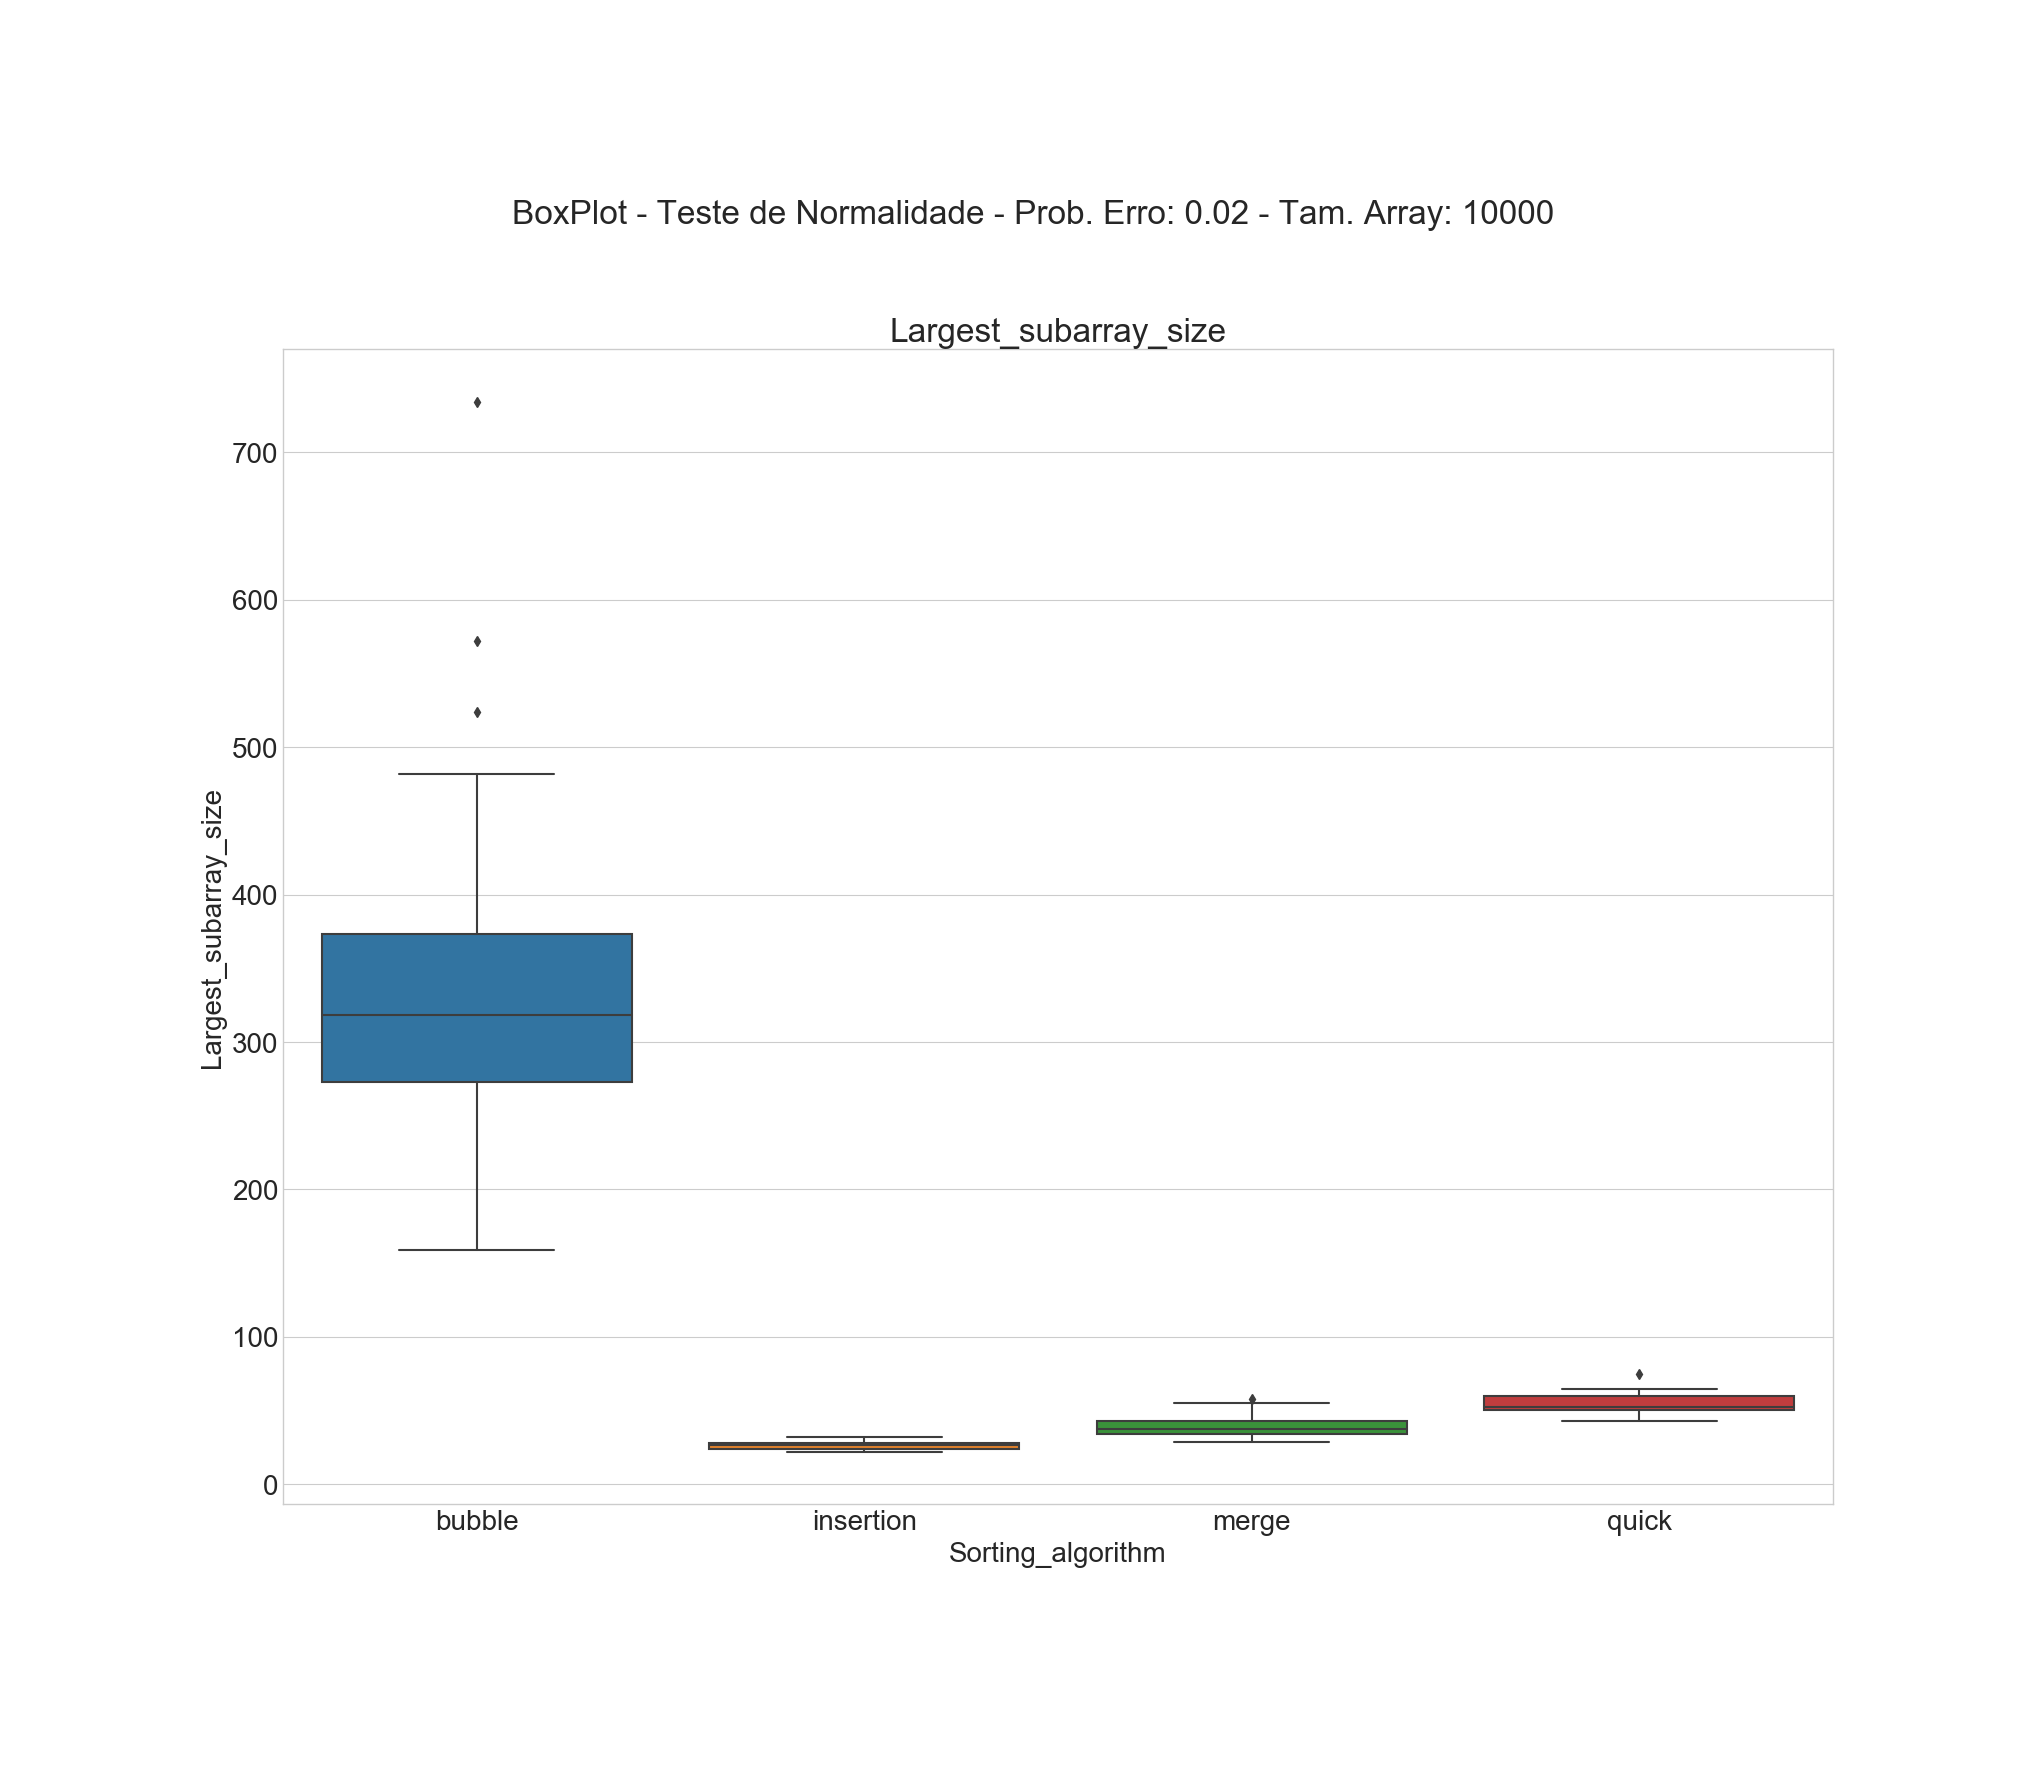 BoxPlot - Teste de Normalidade - Prob. Erro: 0.02 - Tam. Array: 10000
Largest_subarray_size
700
600
500
400
300
200
100
0
Largest_subarray_size
bubble insertion merge quick
Sorting_algorithm